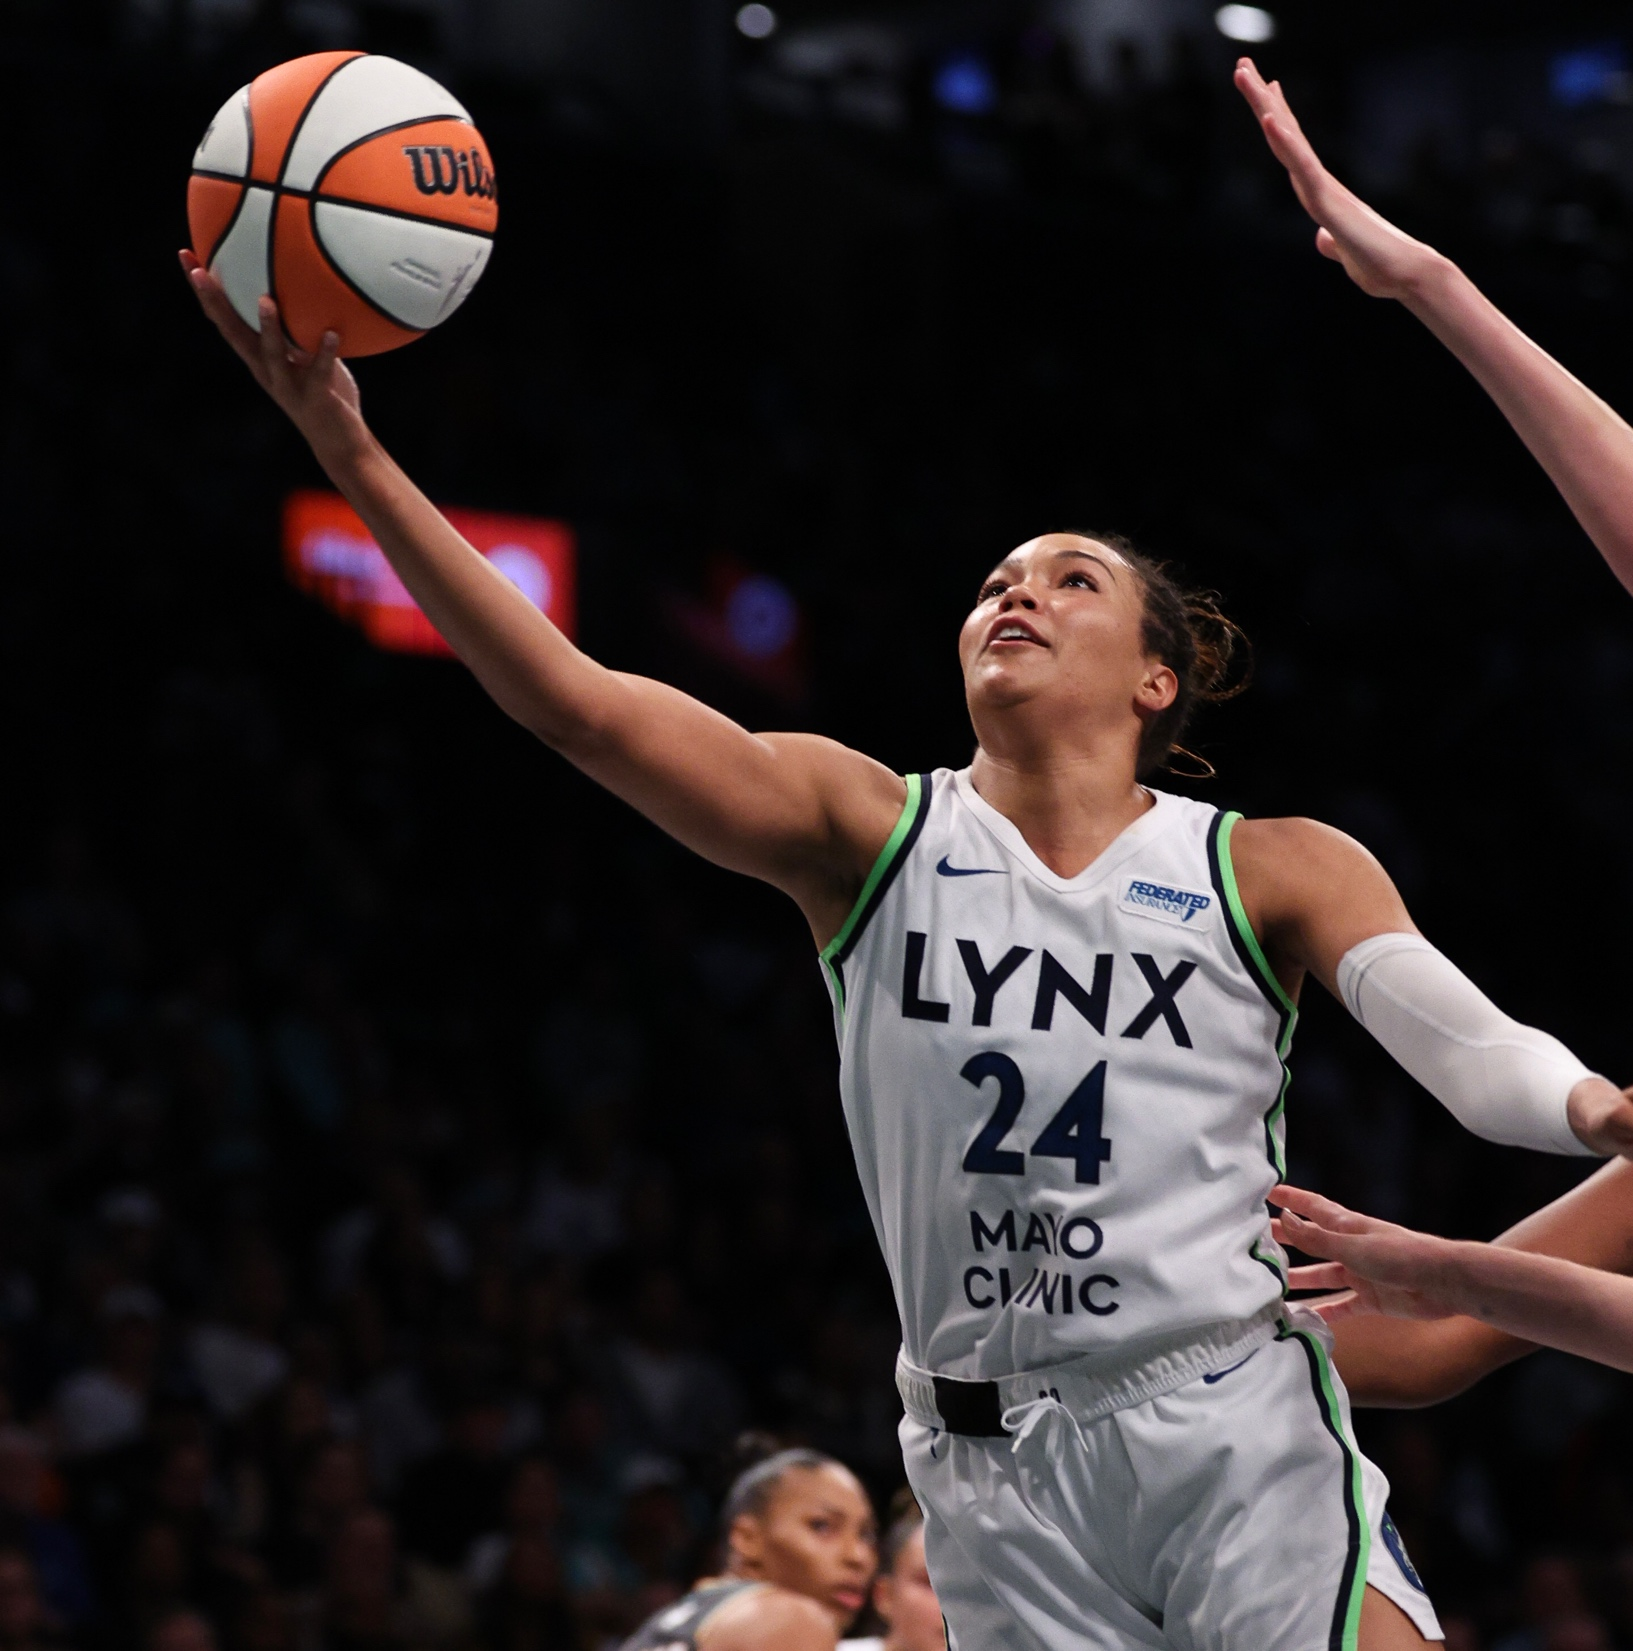 Wils
FEDERATED
INSURANCE
LYNX
24
MAYO
CLINIC